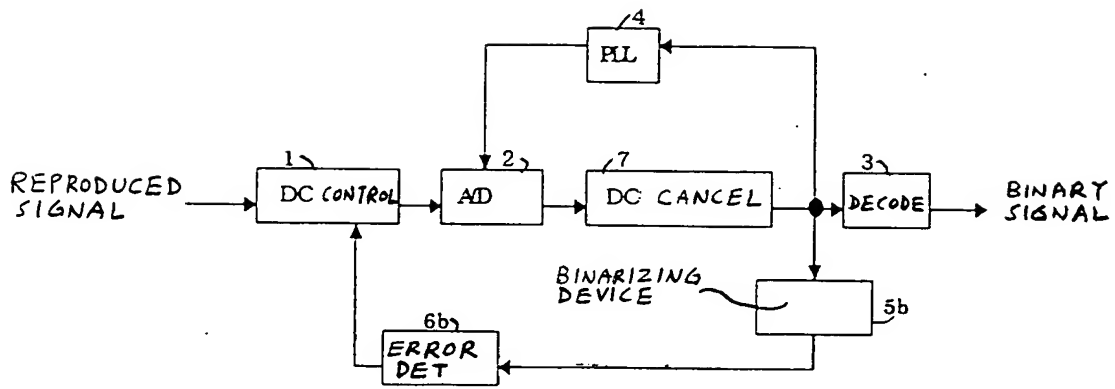 4
PLL
REPRODUCED
SIGNAL
1
DC CONTROL
2
A/D
7
DC CANCEL
3
DECODE
BINARY
SIGNAL
BINARIZING
DEVICE
5b
6b
ERROR
DET